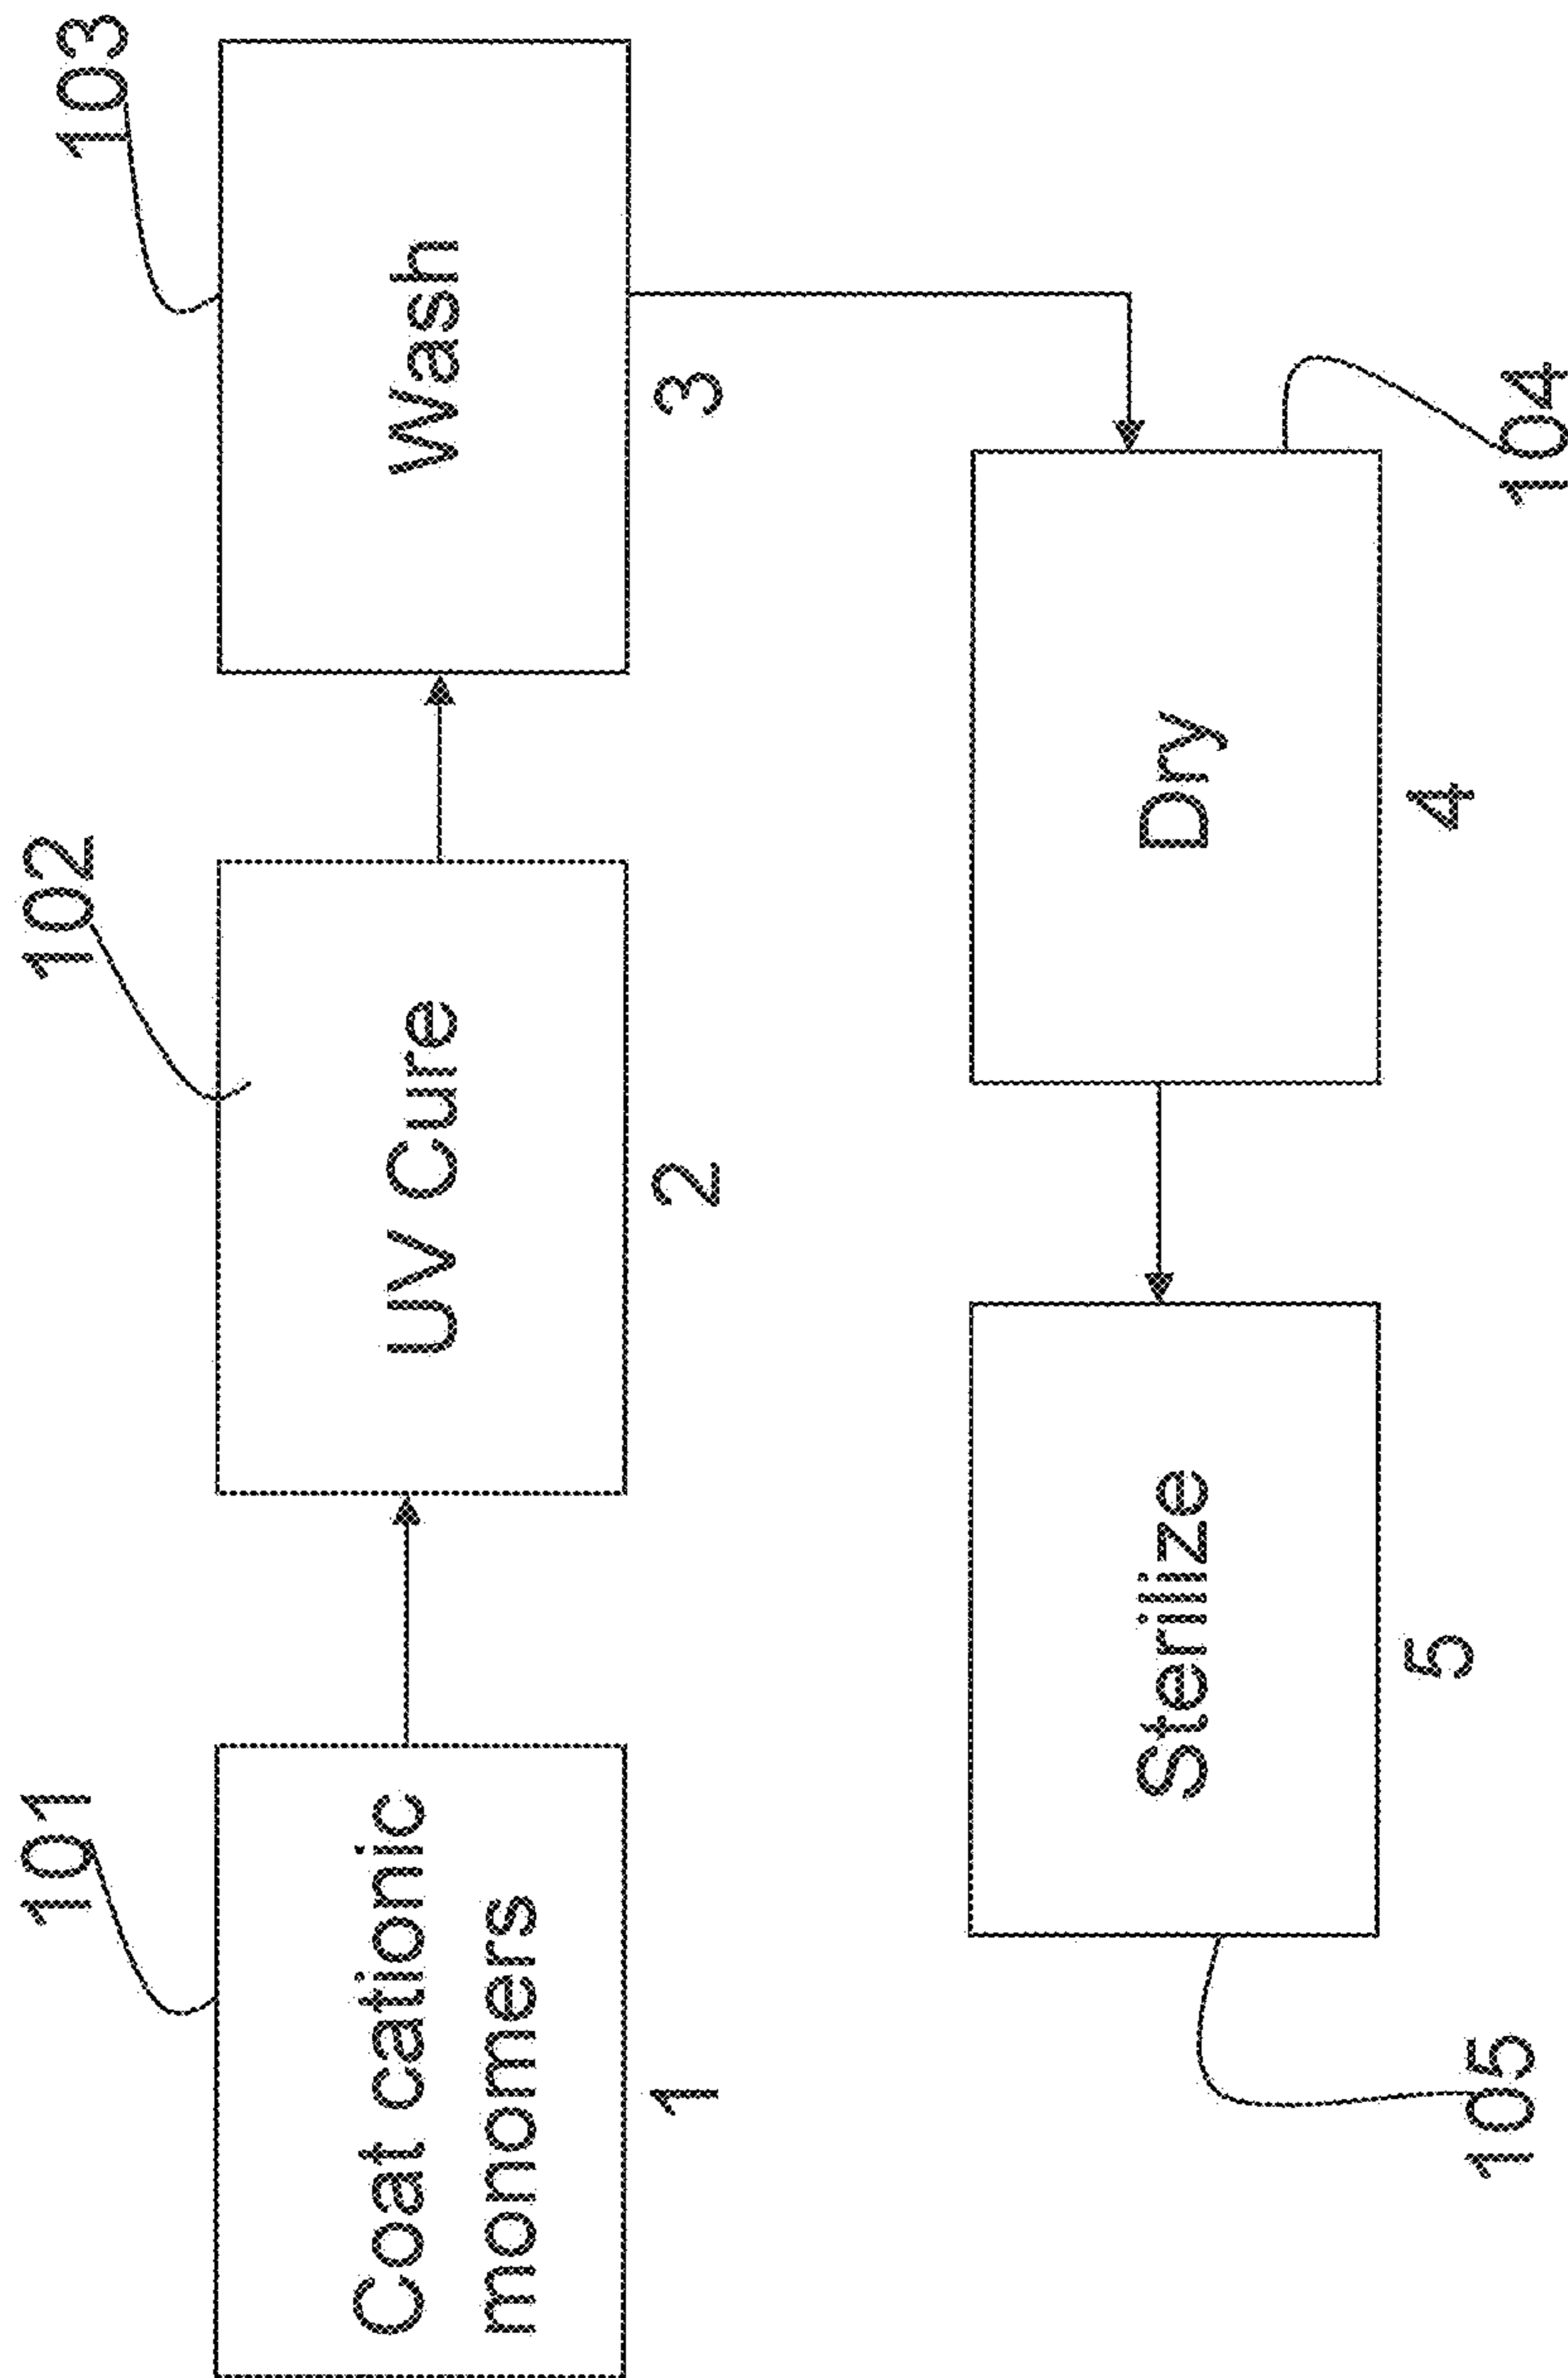 101
102
103
Coat cationic
monomers
UV Cure
Wash
1
2
3
Sterilize
Dry
5
4
105
104